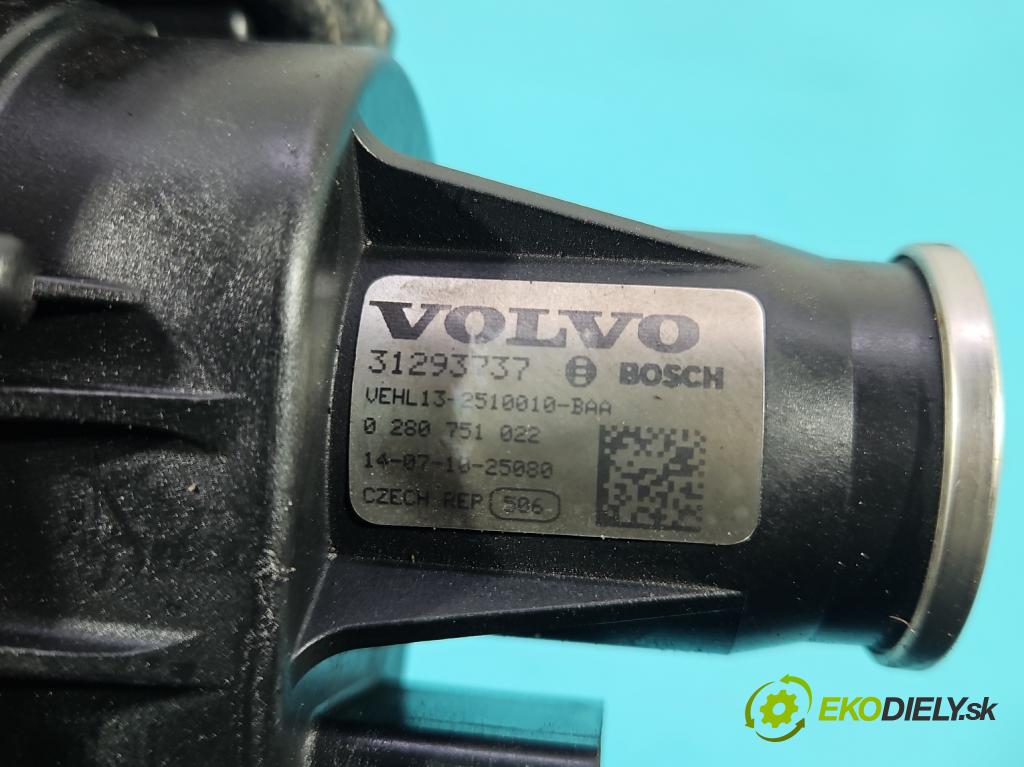 VOLVO
31293737 BOSCH
VEHL13-2510010-BAA
0 280 751 022
14-07-10-25080
CZECH REP 506
EKODIELY.sk